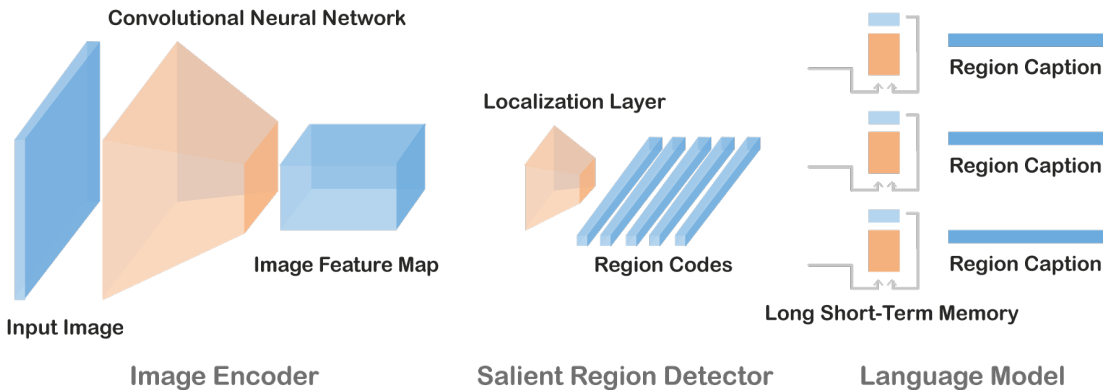 Convolutional Neural Network
Input Image
Image Feature Map
Localization Layer
Region Codes
Region Caption
Region Caption
Region Caption
Long Short-Term Memory
Image Encoder
Salient Region Detector
Language Model